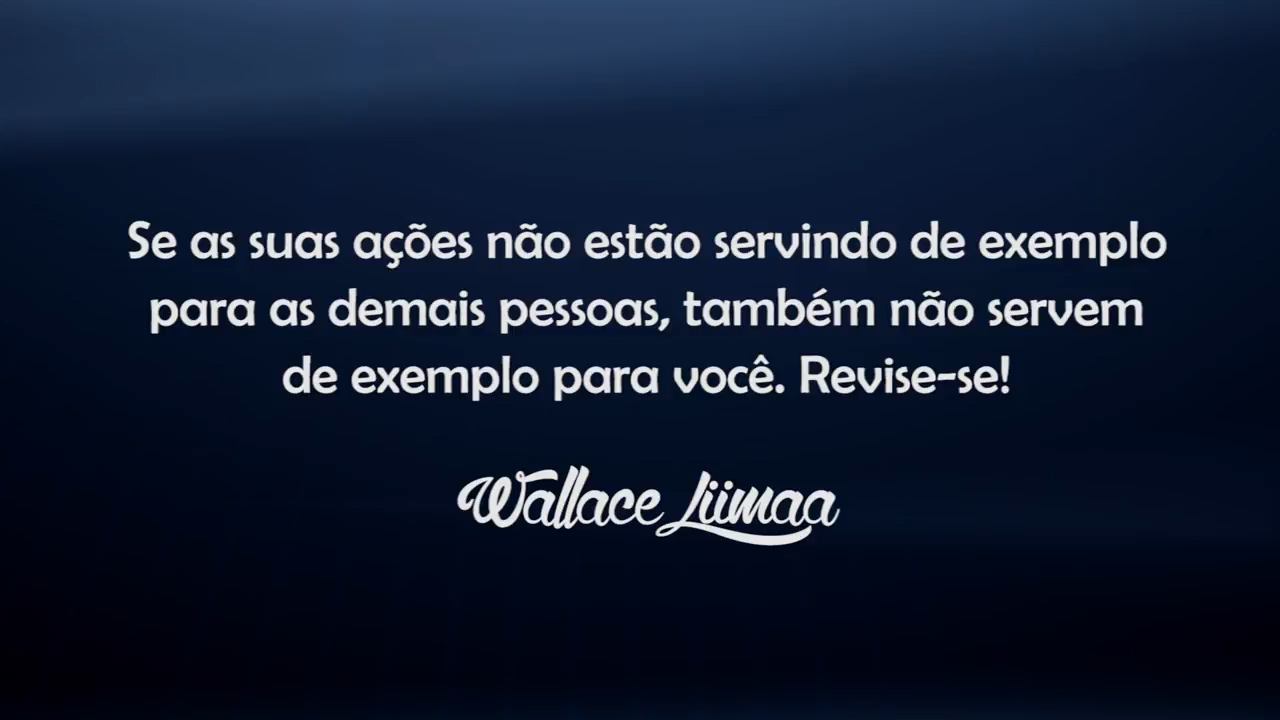 Se as suas ações não estão servindo de exemplo
para as demais pessoas, também não servem
de exemplo para você. Revise-se!
Wallace Liimaa